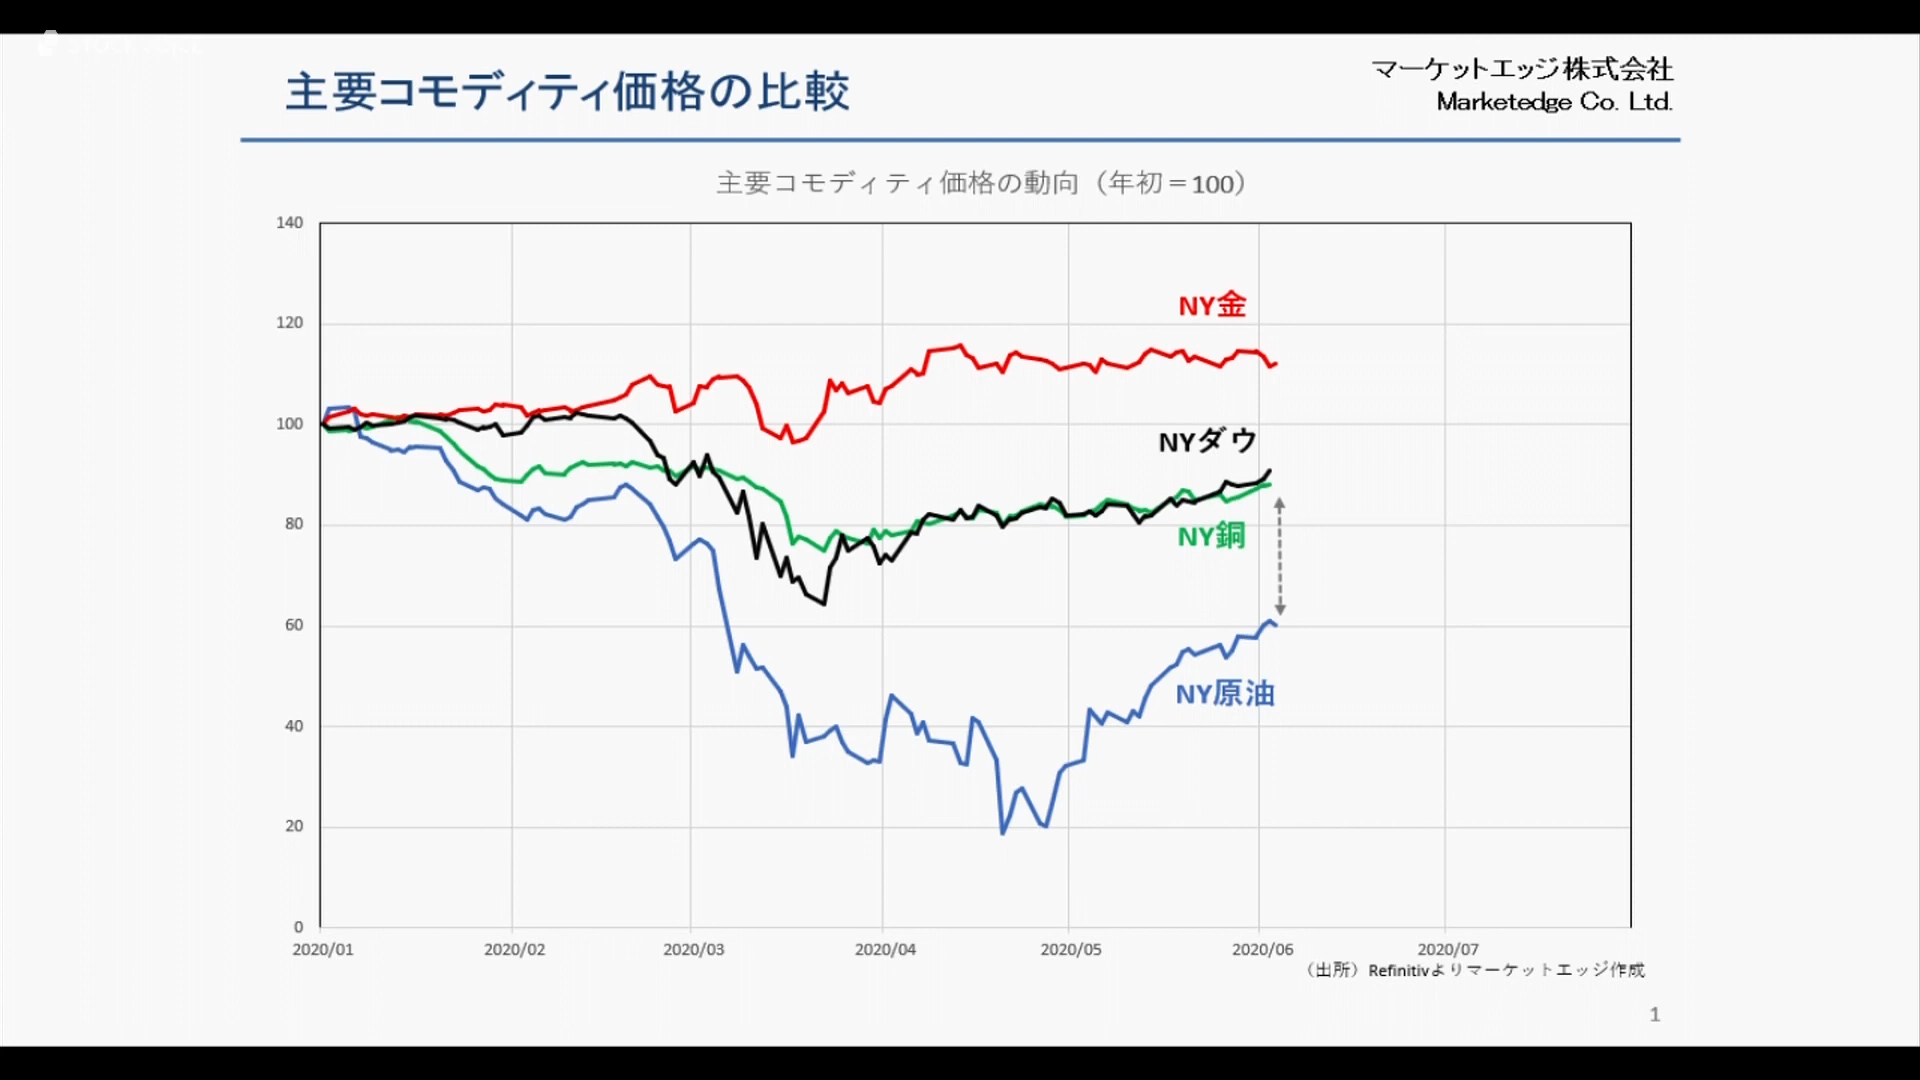 STOCKVOICE
主要コモディティ価格の比較
マーケットエッジ株式会社
Marketedge Co. Ltd.
主要コモディティ価格の動向（年初＝100）
140
120
100
80
60
40
20
0
NY金
NYダウ
NY銅
NY原油
2020/01
2020/02
2020/03
2020/04
2020/05
2020/06
2020/07
（出所）Refinitivよりマーケットエッジ作成
1